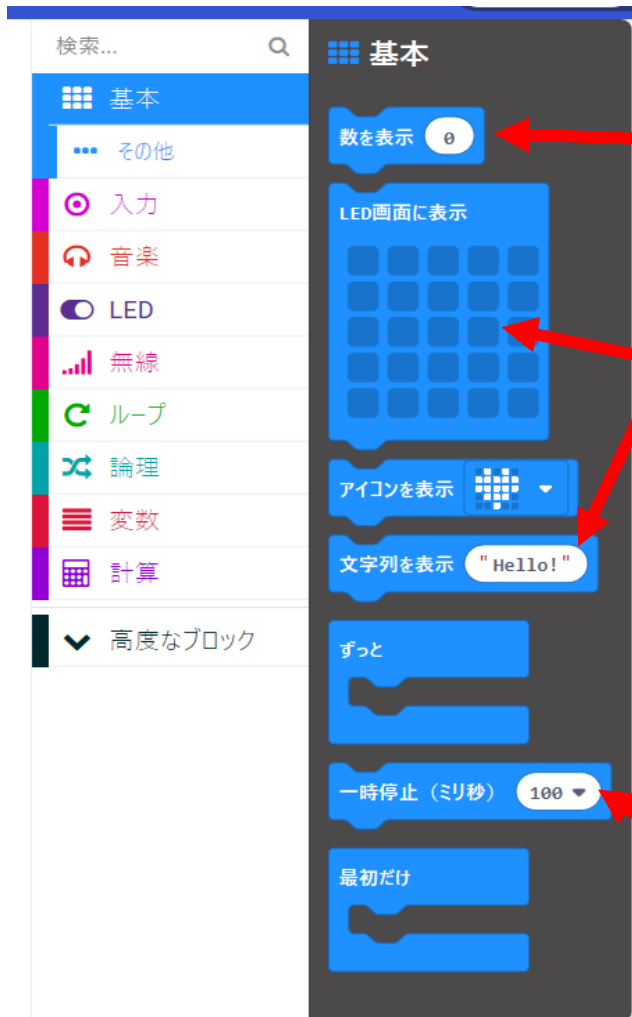 検索...
基本
その他
入力
音楽
LED
無線
ループ
論理
変数
計算
高度なブロック
基本
数を表示 0
LED画面に表示
アイコンを表示
文字列を表示 "Hello!"
ずっと
一時停止（ミリ秒） 100
最初だけ